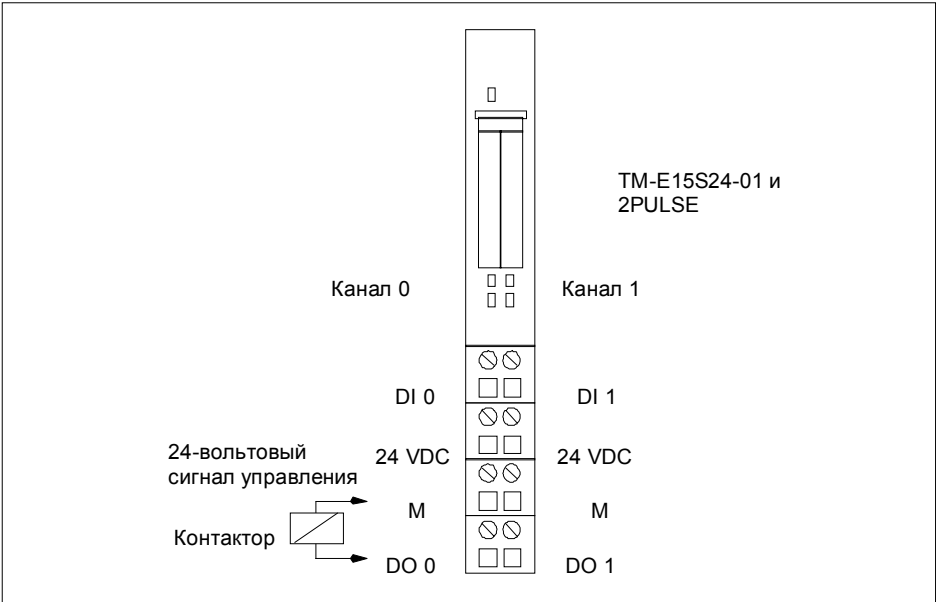 TM-E15S24-01 и
2PULSE
Канал 0
Канал 1
DI 0
DI 1
24-вольтовый
сигнал управления
24 VDC
24 VDC
M
M
Контактор
DO 0
DO 1